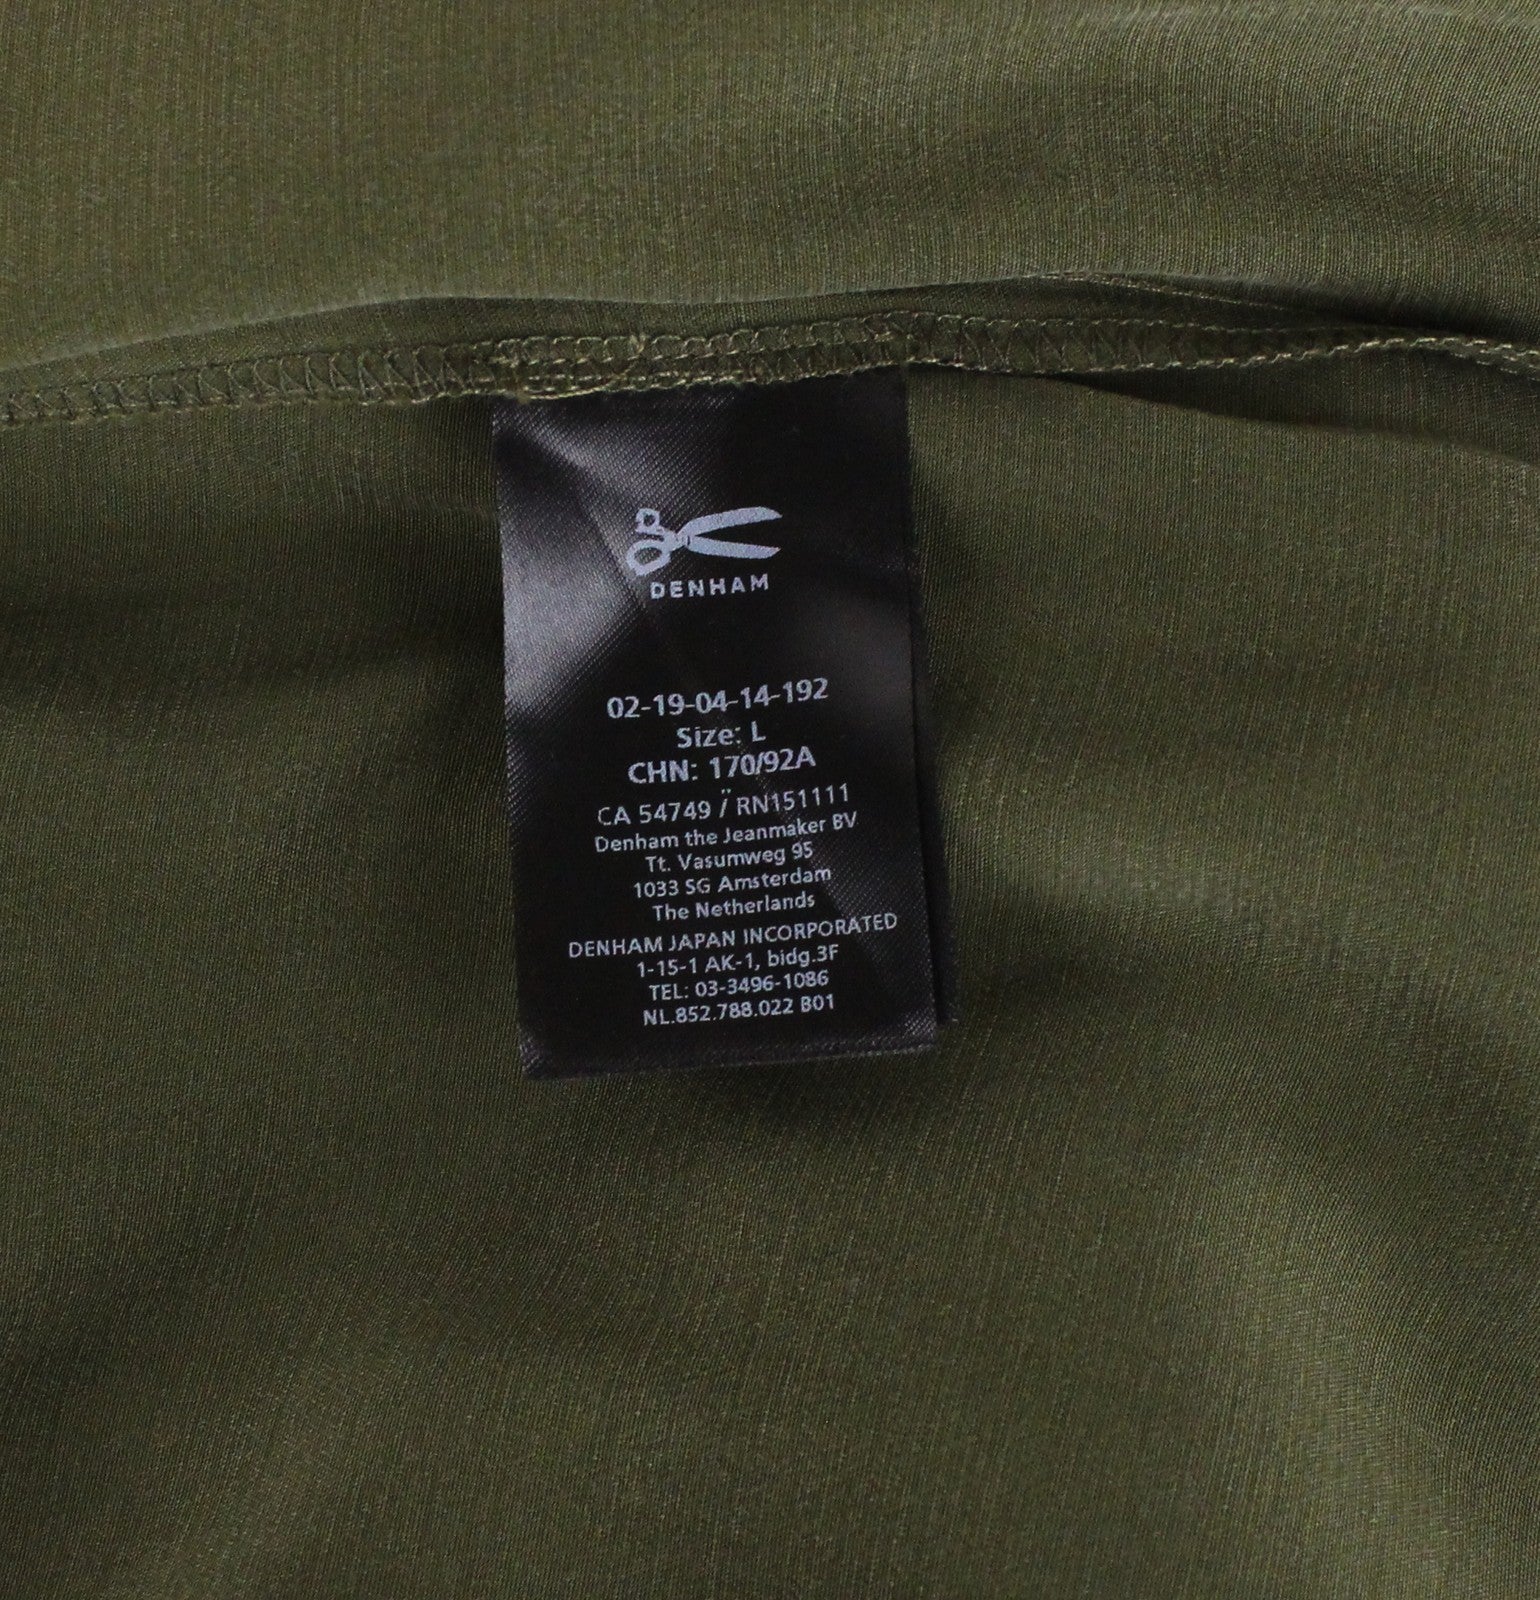 DENHAM
02-19-04-14-192
Size: L
CHN: 170/92A
CA 54749 / RN151111
Denham the Jeanmaker BV
Tt. Vasumweg 95
1033 SG Amsterdam
The Netherlands
DENHAM JAPAN INCORPORATED
1-15-1 AK-1, bidg.3F
TEL: 03-3496-1086
NL.852.788.022 B01